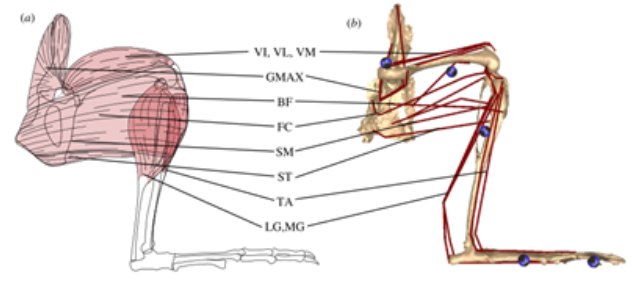 (a)
(b)
VI, VL, VM
GMAX
BF
FC
SM
ST
TA
LG,MG